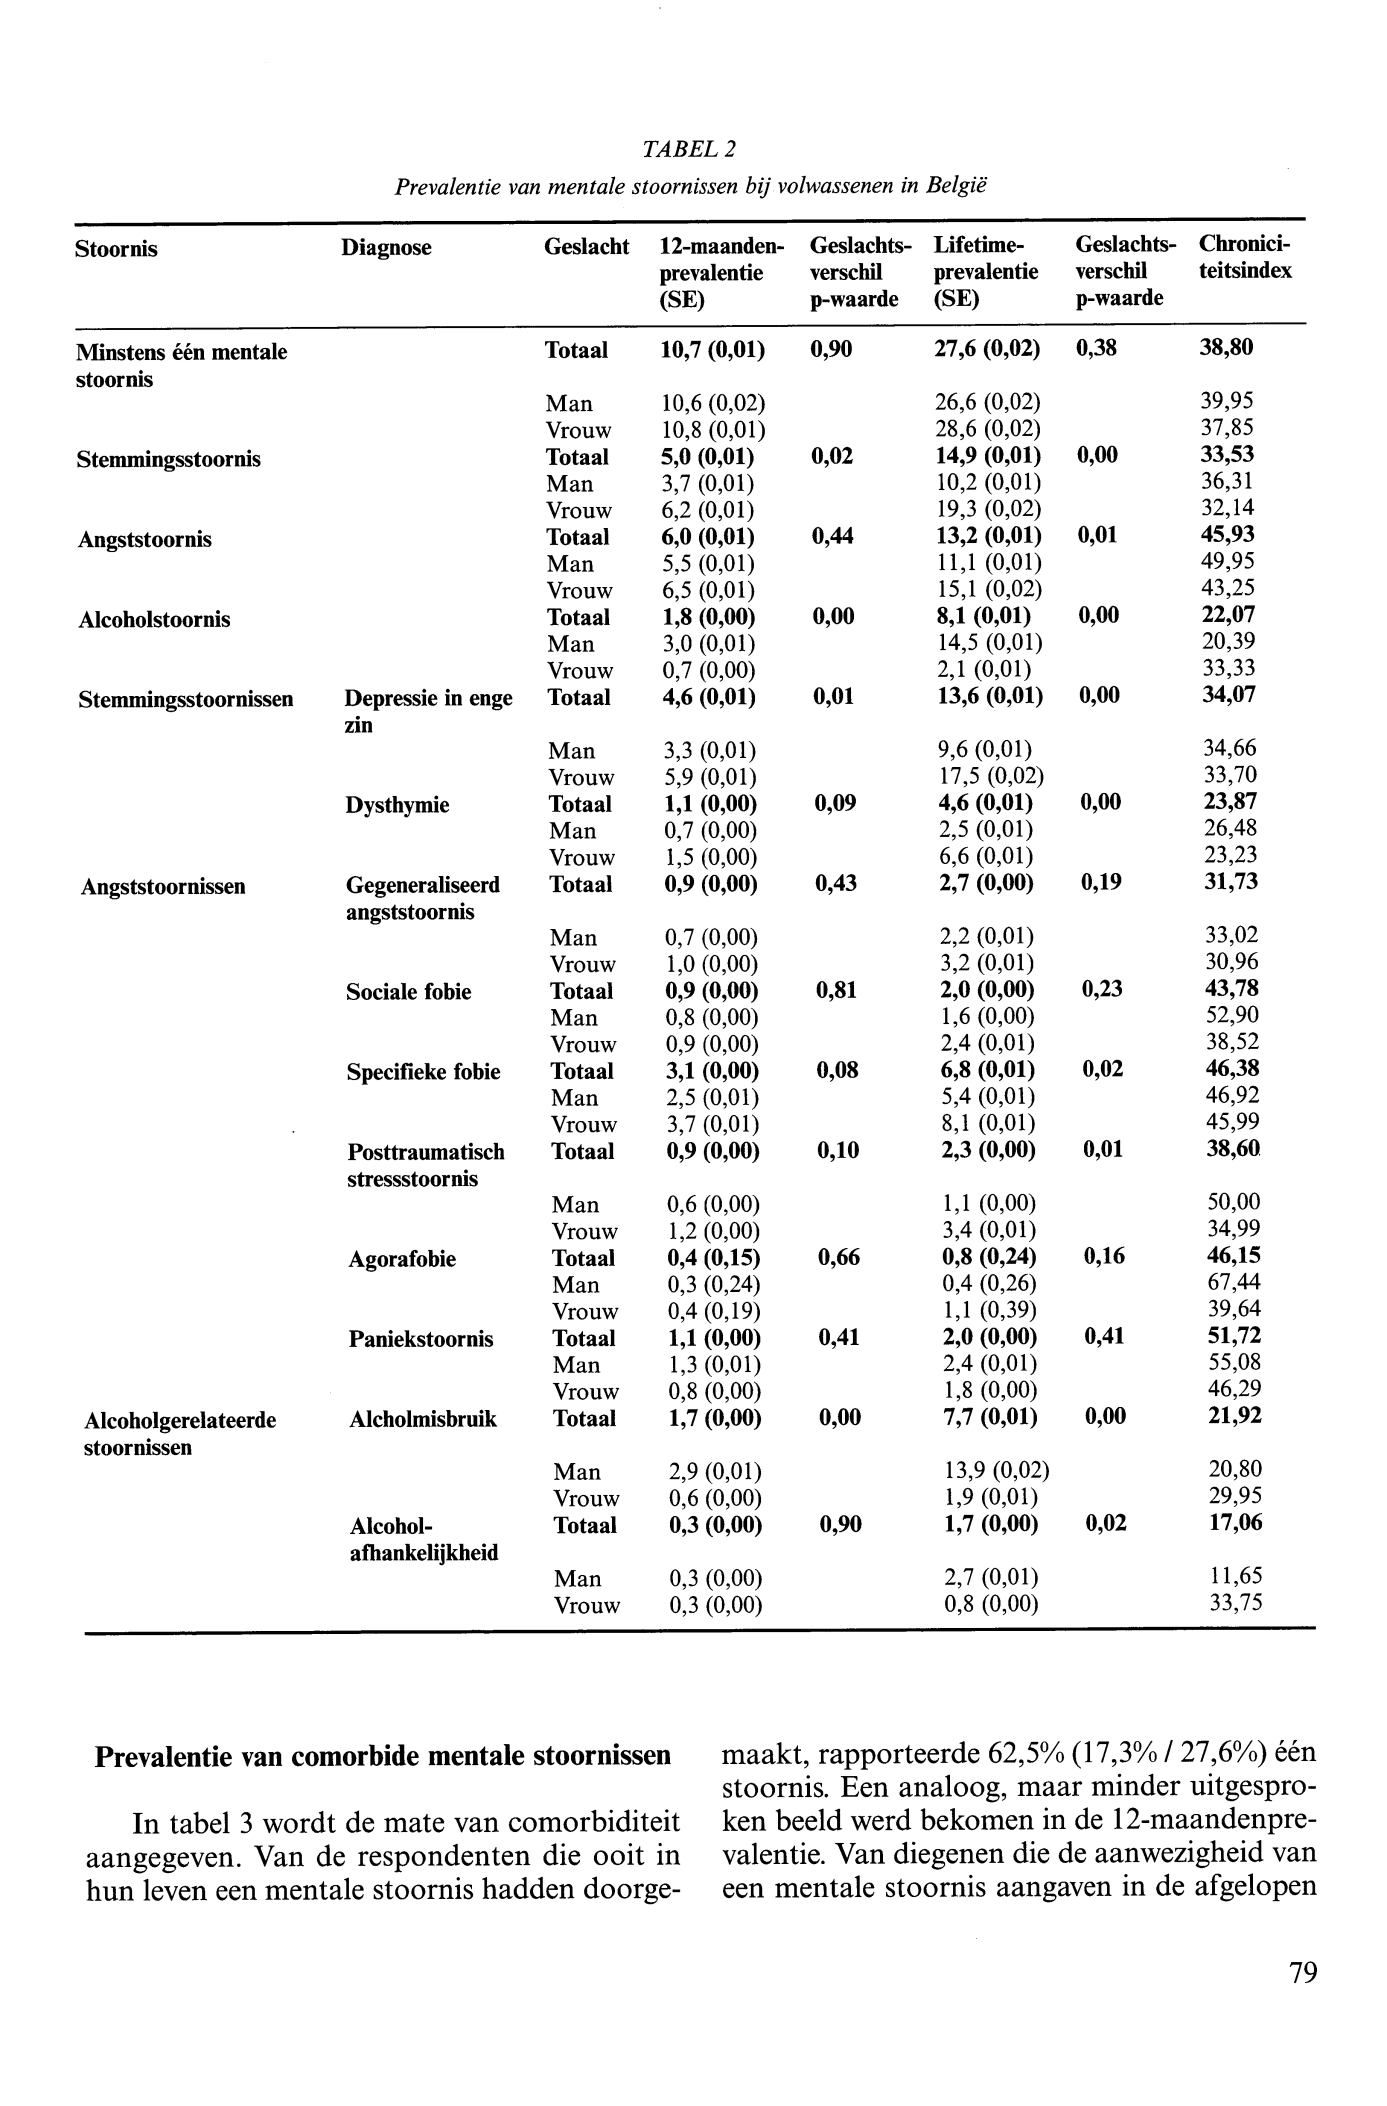 TABEL 2
Prevalentie van mentale stoornissen bij volwassenen in België
Stoornis Diagnose Geslacht 12-maanden- Geslachts- Lifetime- Geslachts- Chronici-
prevalentie verschil prevalentie verschil teitsindex
(SE) p-waarde (SE) p-waarde
Minstens één mentale Totaal 10,7 (0,01) 0,90 27,6 (0,02) 0,38 38,80
stoornis
Man 10,6 (0,02) 26,6 (0,02) 39,95
Vrouw 10,8 (0,01) 28,6 (0,02) 37,85
Stemmingsstoornis Totaal 5,0 (0,01) 0,02 14,9 (0,01) 0,00 33,53
Man 3,7 (0,01) 10,2 (0,01) 36,31
Vrouw 6,2 (0,01) 19,3 (0,02) 32,14
Angststoornis Totaal 6,0 (0,01) 0,44 13,2 (0,01) 0,01 45,93
Man 5,5 (0,01) 11,1 (0,01) 49,95
Vrouw 6,5 (0,01) 15,1 (0,02) 43,25
Alcoholstoornis Totaal 1,8 (0,00) 0,00 8,1 (0,01) 0,00 22,07
Man 3,0 (0,01) 14,5 (0,01) 20,39
Vrouw 0,7 (0,00) 2,1 (0,01) 33,33
Stemmingsstoornissen Depressie in enge Totaal 4,6 (0,01) 0,01 13,6 (0,01) 0,00 34,07
zin
Man 3,3 (0,01) 9,6 (0,01) 34,66
Vrouw 5,9 (0,01) 17,5 (0,02) 33,70
Dysthymie Totaal 1,1 (0,00) 0,09 4,6 (0,01) 0,00 23,87
Man 0,7 (0,00) 2,5 (0,01) 26,48
Vrouw 1,5 (0,00) 6,6 (0,01) 23,23
Angststoornissen Gegeneraliseerd Totaal 0,9 (0,00) 0,43 2,7 (0,00) 0,19 31,73
angststoornis
Man 0,7 (0,00) 2,2 (0,01) 33,02
Vrouw 1,0 (0,00) 3,2 (0,01) 30,96
Sociale fobie Totaal 0,9 (0,00) 0,81 2,0 (0,00) 0,23 43,78
Man 0,8 (0,00) 1,6 (0,00) 52,90
Vrouw 0,9 (0,00) 2,4 (0,01) 38,52
Specifieke fobie Totaal 3,1 (0,00) 0,08 6,8 (0,01) 0,02 46,38
Man 2,5 (0,01) 5,4 (0,01) 46,92
Vrouw 3,7 (0,01) 8,1 (0,01) 45,99
Posttraumatisch Totaal 0,9 (0,00) 0,10 2,3 (0,00) 0,01 38,60
stressstoornis
Man 0,6 (0,00) 1,1 (0,00) 50,00
Vrouw 1,2 (0,00) 3,4 (0,01) 34,99
Agorafobie Totaal 0,4 (0,15) 0,66 0,8 (0,24) 0,16 46,15
Man 0,3 (0,24) 0,4 (0,26) 67,44
Vrouw 0,4 (0,19) 1,1 (0,39) 39,64
Paniekstoornis Totaal 1,1 (0,00) 0,41 2,0 (0,00) 0,41 51,72
Man 1,3 (0,01) 2,4 (0,01) 55,08
Vrouw 0,8 (0,00) 1,8 (0,00) 46,29
Alcoholgerelateerde Alcholmisbruik Totaal 1,7 (0,00) 0,00 7,7 (0,01) 0,00 21,92
stoornissen
Man 2,9 (0,01) 13,9 (0,02) 20,80
Vrouw 0,6 (0,00) 1,9 (0,01) 29,95
Alcohol- Totaal 0,3 (0,00) 0,90 1,7 (0,00) 0,02 17,06
afhankelijkheid
Man 0,3 (0,00) 2,7 (0,01) 11,65
Vrouw 0,3 (0,00) 0,8 (0,00) 33,75
Prevalentie van comorbide mentale stoornissen
In tabel 3 wordt de mate van comorbiditeit
aangegeven. Van de respondenten die ooit in
hun leven een mentale stoornis hadden doorge-
maakt, rapporteerde 62,5% (17,3% / 27,6%) één
stoornis. Een analoog, maar minder uitgespro-
ken beeld werd bekomen in de 12-maandenpre-
valentie. Van diegenen die de aanwezigheid van
een mentale stoornis aangaven in de afgelopen
79